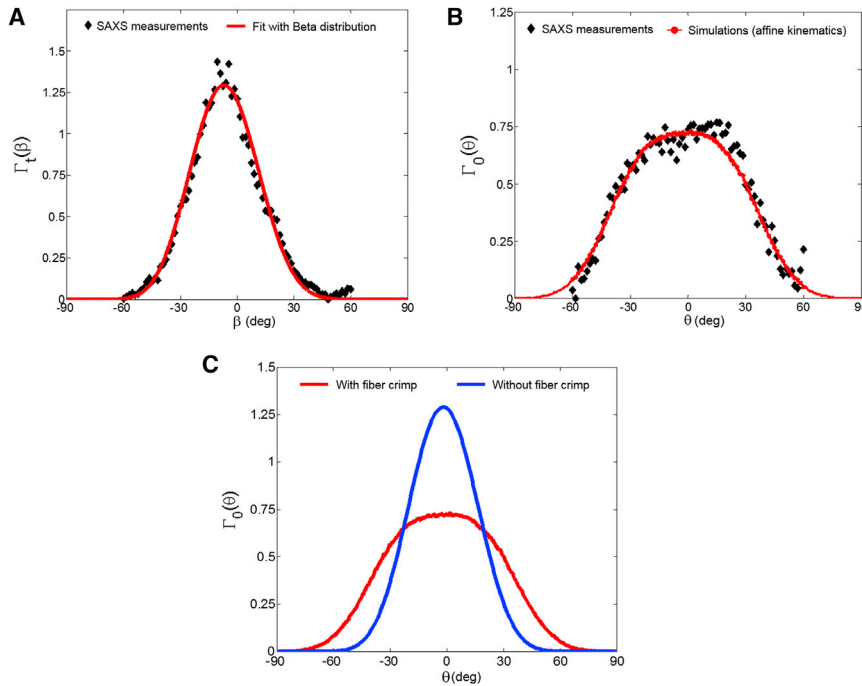 A
SAXS measurements
Fit with Beta distribution
1.5
1.25
1
0.75
0.5
0.25
0
Γt(β)
-90
-60
-30
0
30
60
90
β (deg)
B
SAXS measurements
Simulations (affine kinematics)
1.25
1
0.75
0.5
0.25
0
Γ0(θ)
-90
-60
-30
0
30
60
90
θ (deg)
C
With fiber crimp
Without fiber crimp
1.5
1.25
1
0.75
0.5
0.25
0
Γ0(θ)
-90
-60
-30
0
30
60
90
θ(deg)